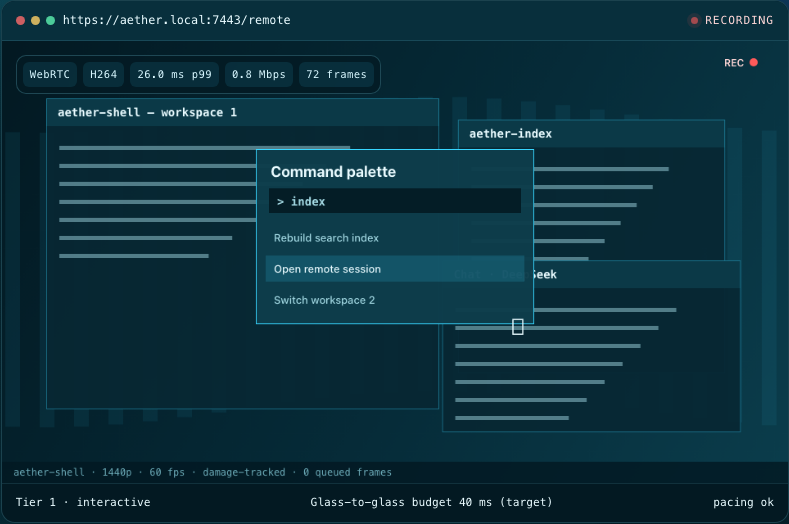 https://aether.local:7443/remote
RECORDING
WebRTC
H264
26.0 ms p99
0.8 Mbps
72 frames
REC
aether-shell — workspace 1
aether-index
Command palette
> index
Rebuild search index
Open remote session
Switch workspace 2
aether-shell · 1440p · 60 fps · damage-tracked · 0 queued frames
Tier 1 · interactive
Glass-to-glass budget 40 ms (target)
pacing ok